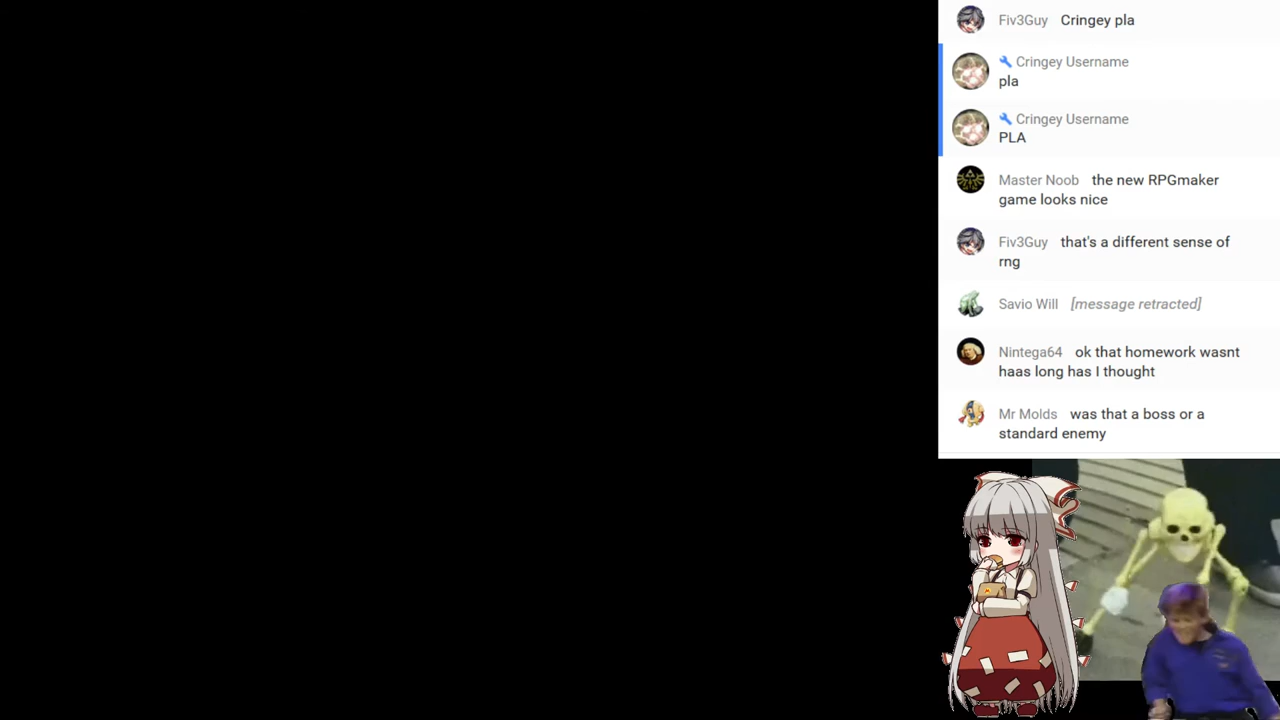 Fiv3Guy Cringey pla
Cringey Username
pla
Cringey Username
PLA
Master Noob the new RPGmaker
game looks nice
Fiv3Guy that's a different sense of
rng
Savio Will [message retracted]
Nintega64 ok that homework wasnt
haas long has I thought
Mr Molds was that a boss or a
standard enemy